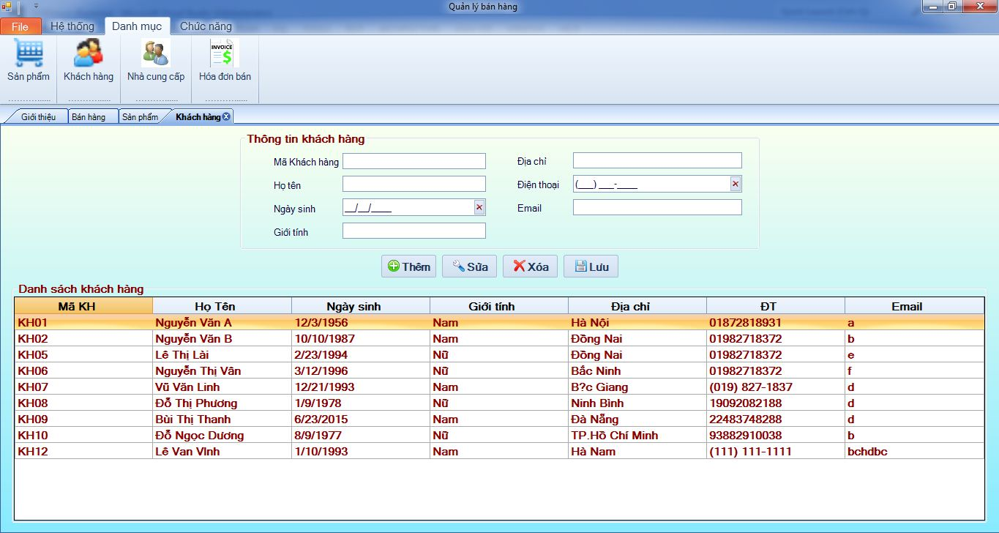 Quản lý bán hàng
File Hệ thống Danh mục Chức năng
Sản phẩm Khách hàng Nhà cung cấp Hóa đơn bán
INVOICE
$
Giới thiệu Bán hàng Sản phẩm Khách hàng
Thông tin khách hàng
Mã Khách hàng Địa chỉ
Họ tên Điện thoại (___) ___-____
Ngày sinh __/__/____ Email
Giới tính
Thêm Sửa Xóa Lưu
Danh sách khách hàng
Mã KH Họ Tên Ngày sinh Giới tính Địa chỉ ĐT Email
KH01 Nguyễn Văn A 12/3/1956 Nam Hà Nội 01872818931 a
KH02 Nguyễn Văn B 10/10/1987 Nam Đồng Nai 01982718372 b
KH05 Lê Thị Lài 2/23/1994 Nữ Đồng Nai 01982718372 e
KH06 Nguyễn Thị Vân 3/12/1996 Nữ Bắc Ninh 01982718372 f
KH07 Vũ Văn Linh 12/21/1993 Nam B?c Giang (019) 827-1837 d
KH08 Đỗ Thị Phương 1/9/1978 Nữ Ninh Bình 19092082188 d
KH09 Bùi Thị Thanh 6/23/2015 Nam Đà Nẵng 22483748288 d
KH10 Đỗ Ngọc Dương 8/9/1977 Nữ TP.Hồ Chí Minh 93882910038 b
KH12 Lê Van VInh 1/10/1993 Nam Hà Nam (111) 111-1111 bchdbc